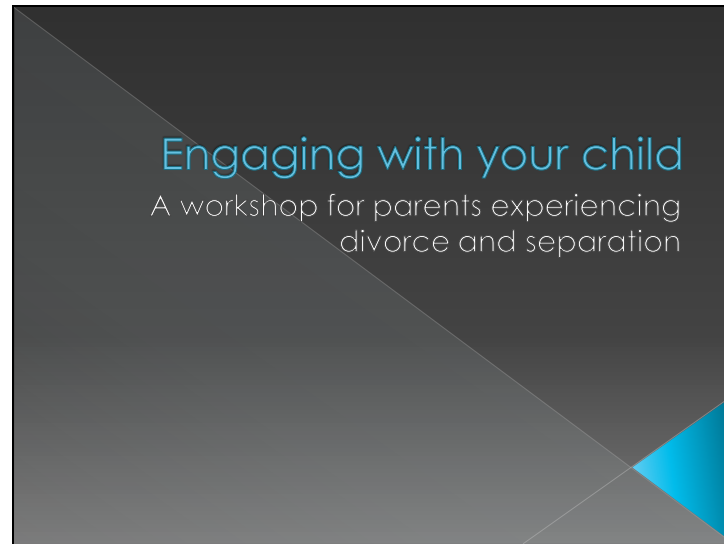 Engaging with your child
A workshop for parents experiencing
divorce and separation